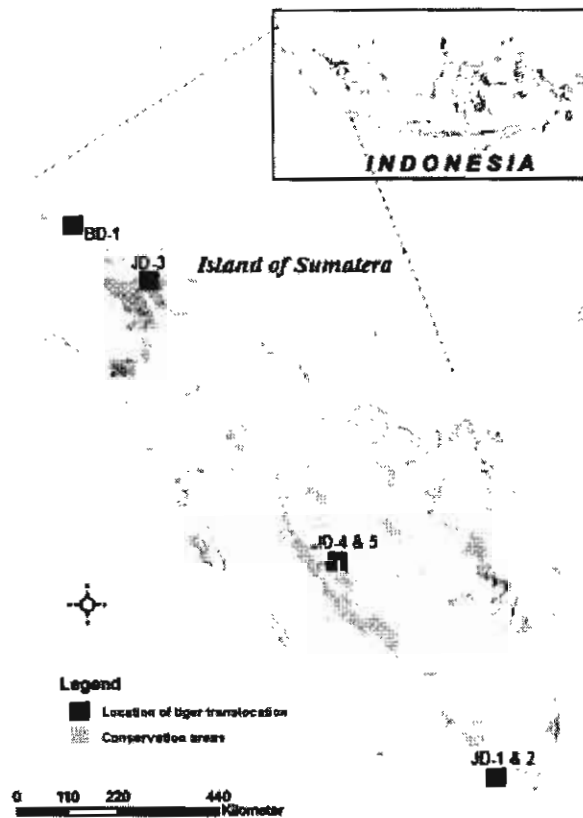 INDONESIA
BD-1
JD-3
Island of Sumatera
JD-4 & 5
Legend
Location of tiger translocation
Conservation areas
JD-1 & 2
0 110 220 440
Kilometer